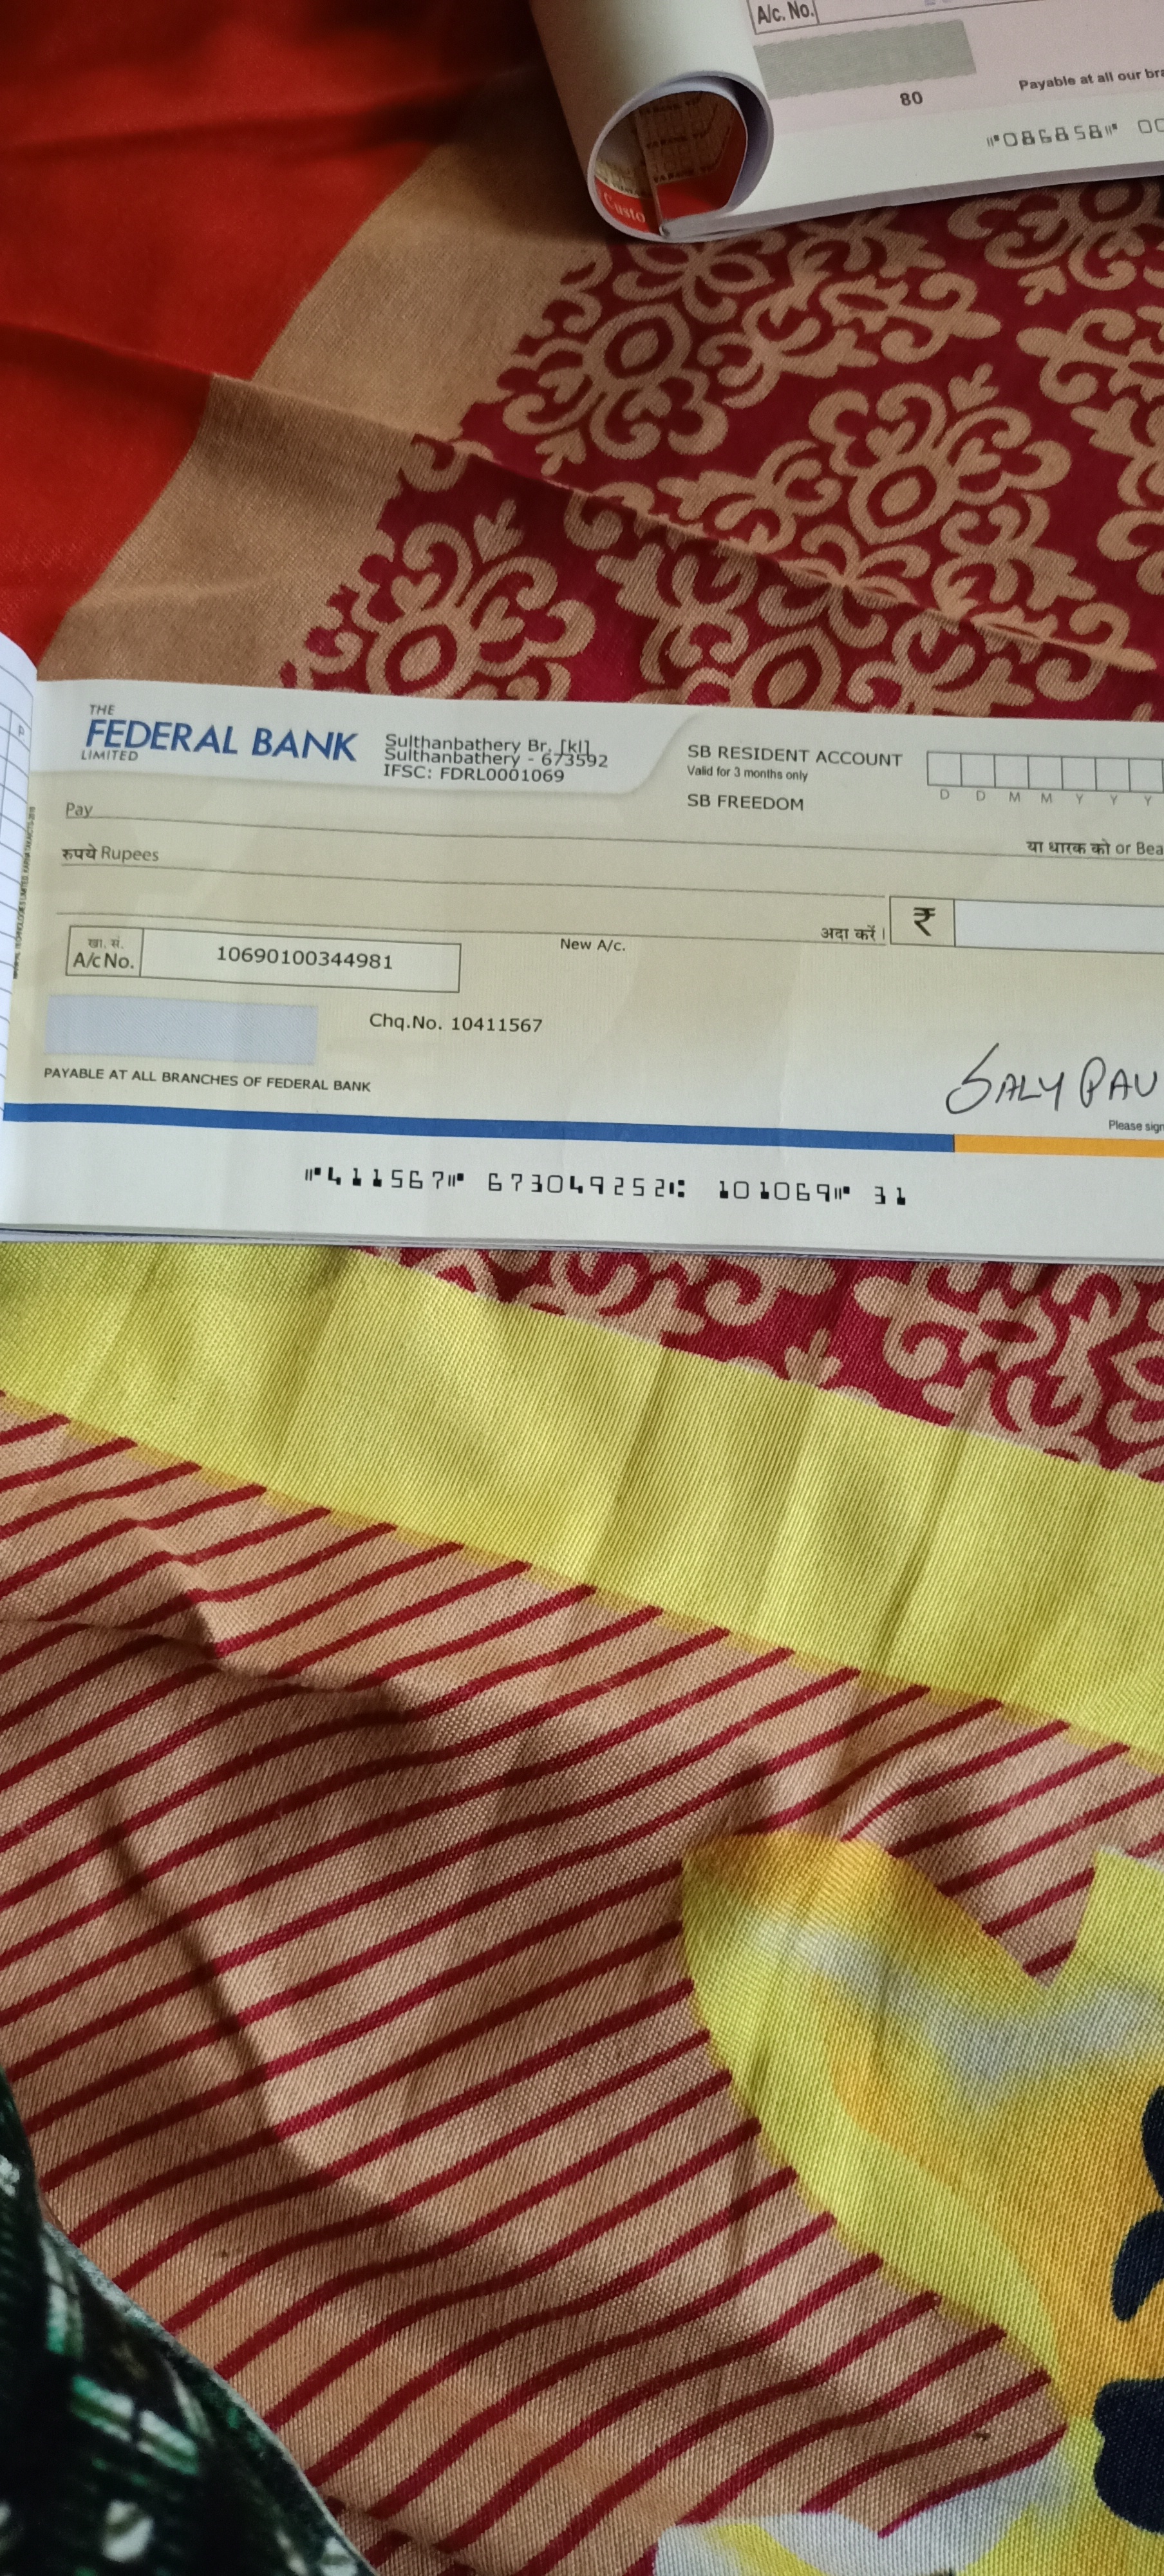 A/c. No.
80
Payable at all our
⑈086858⑈ 00
Custo
THE
FEDERAL BANK
LIMITED
Sulthanbathery Br. [kl]
Sulthanbathery - 673592
IFSC: FDRL0001069
SB RESIDENT ACCOUNT
Valid for 3 months only
SB FREEDOM
D D M M Y Y Y
Pay
या धारक को or
रुपये Rupees
अदा करें। ₹
खा. सं.
A/c No. 10690100344981
New A/c.
Chq.No. 10411567
PAYABLE AT ALL BRANCHES OF FEDERAL BANK
SALY PAU
Please sign
⑈411567⑈ 673049252⑆ 101069⑈ 31